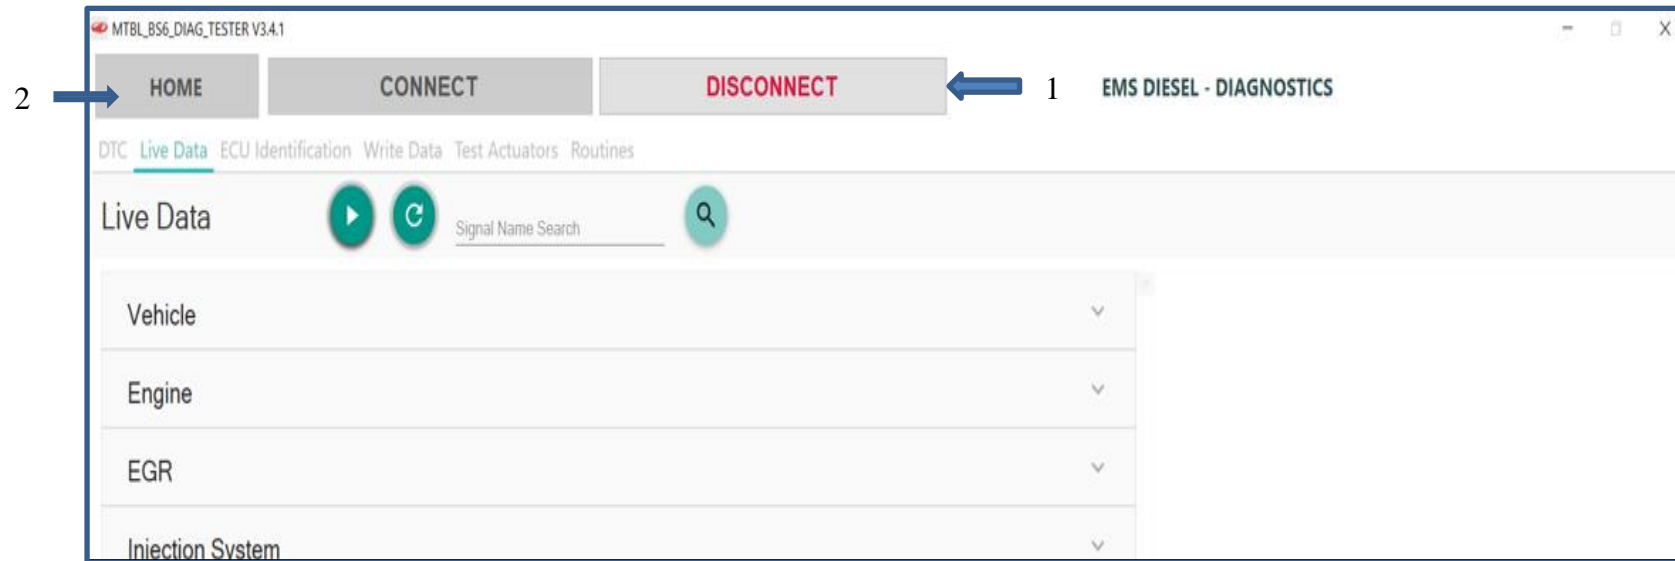 MTBL_BS6_DIAG_TESTER V3.4.1
2 HOME CONNECT DISCONNECT 1 EMS DIESEL - DIAGNOSTICS
DTC Live Data ECU Identification Write Data Test Actuators Routines
Live Data Signal Name Search
Vehicle
Engine
EGR
Injection System